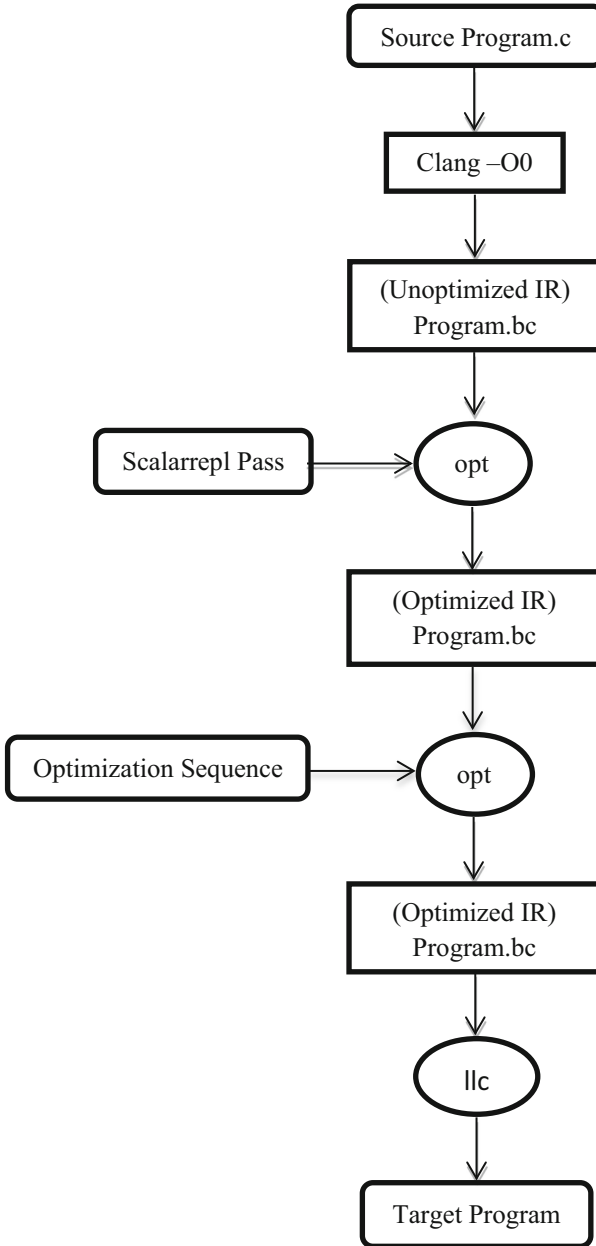 Source Program.c
Clang –O0
(Unoptimized IR)
Program.bc
Scalarrepl Pass
opt
(Optimized IR)
Program.bc
Optimization Sequence
opt
(Optimized IR)
Program.bc
llc
Target Program